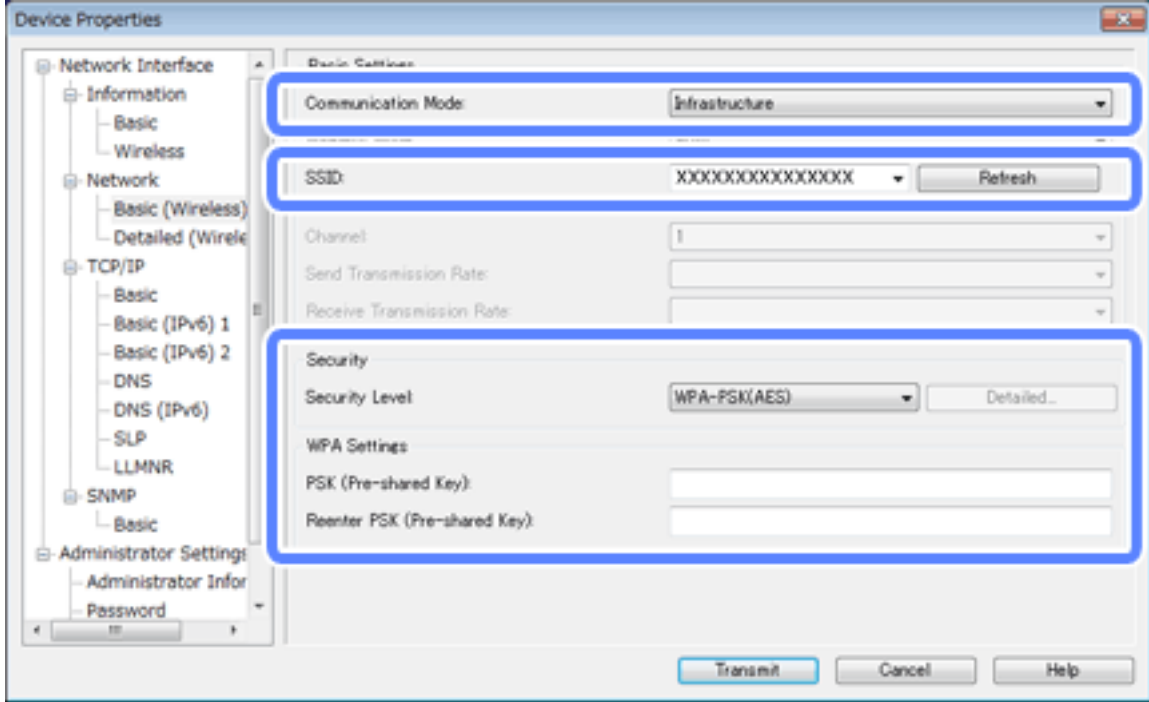 Device Properties
Network Interface
Information
Basic
Wireless
Network
Basic (Wireless)
Detailed (Wirele
TCP/IP
Basic
Basic (IPv6) 1
Basic (IPv6) 2
DNS
DNS (IPv6)
SLP
LLMNR
SNMP
Basic
Administrator Settings
Administrator Infor
Password
Basic Settings
Communication Mode: Infrastructure
SSID: XXXXXXXXXXXXXXX Refresh
Channel: 1
Send Transmission Rate:
Receive Transmission Rate:
Security
Security Level: WPA-PSK(AES) Detailed...
WPA Settings
PSK (Pre-shared Key):
Reenter PSK (Pre-shared Key):
Transmit Cancel Help